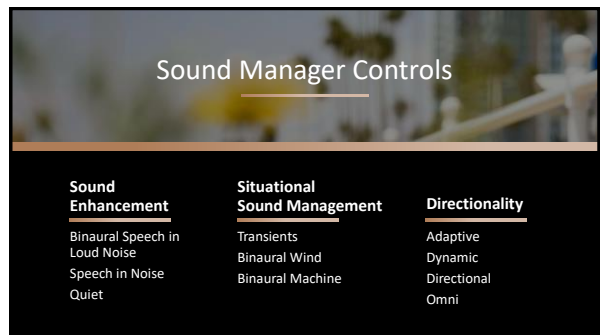 Sound Manager Controls
Sound
Enhancement
Binaural Speech in
Loud Noise
Speech in Noise
Quiet
Situational
Sound Management
Transients
Binaural Wind
Binaural Machine
Directionality
Adaptive
Dynamic
Directional
Omni